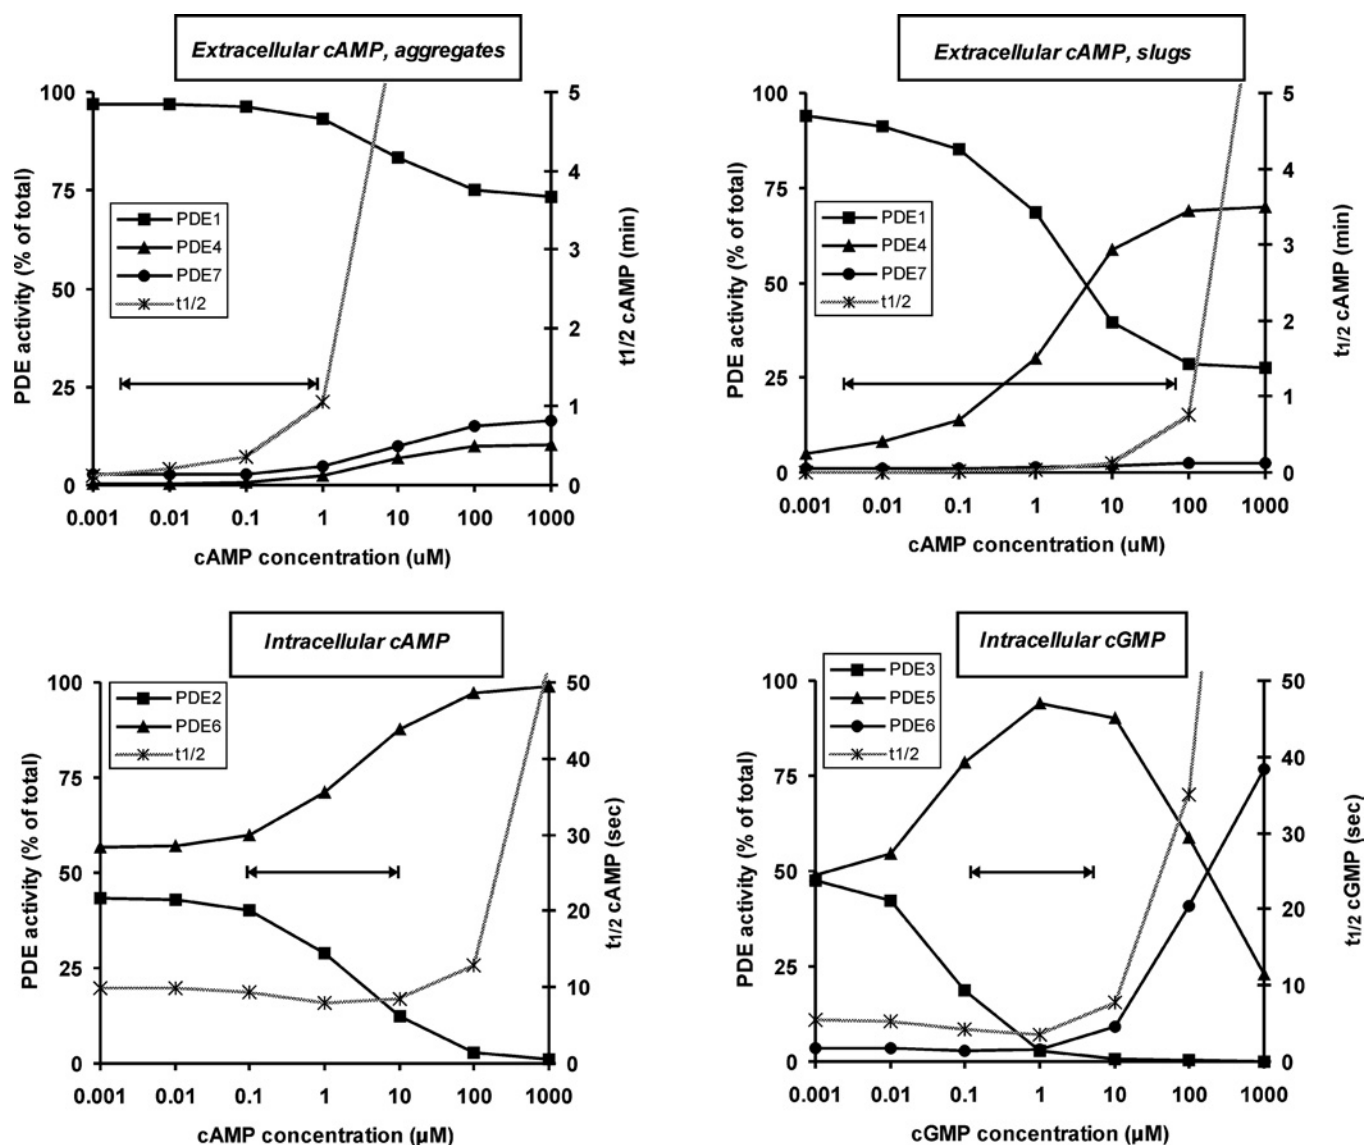 Extracellular cAMP, aggregates
100
75
50
25
0
PDE activity (% of total)
PDE1
PDE4
PDE7
t1/2
5
4
3
2
1
0
t1/2 cAMP (min)
0.001 0.01 0.1 1 10 100 1000
cAMP concentration (uM)
Extracellular cAMP, slugs
100
75
50
25
0
PDE activity (% of total)
PDE1
PDE4
PDE7
t1/2
5
4
3
2
1
0
t1/2 cAMP (min)
0.001 0.01 0.1 1 10 100 1000
cAMP concentration (uM)
Intracellular cAMP
100
75
50
25
0
PDE activity (% of total)
PDE2
PDE6
t1/2
50
40
30
20
10
0
t1/2 cAMP (sec)
0.001 0.01 0.1 1 10 100 1000
cAMP concentration (µM)
Intracellular cGMP
100
75
50
25
0
PDE activity (% of total)
PDE3
PDE5
PDE6
t1/2
50
40
30
20
10
0
t1/2 cGMP (sec)
0.001 0.01 0.1 1 10 100 1000
cGMP concentration (µM)